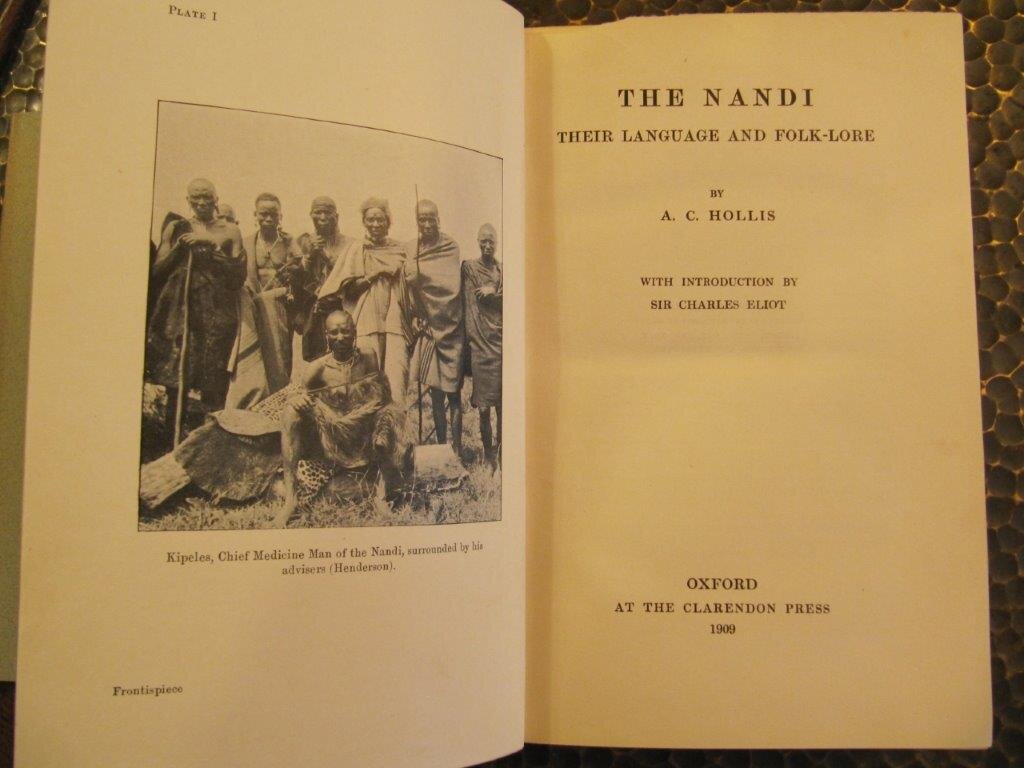 PLATE I
Kipeles, Chief Medicine Man of the Nandi, surrounded by his
advisers (Henderson).
Frontispiece
THE NANDI
THEIR LANGUAGE AND FOLK-LORE
BY
A. C. HOLLIS
WITH INTRODUCTION BY
SIR CHARLES ELIOT
OXFORD
AT THE CLARENDON PRESS
1909